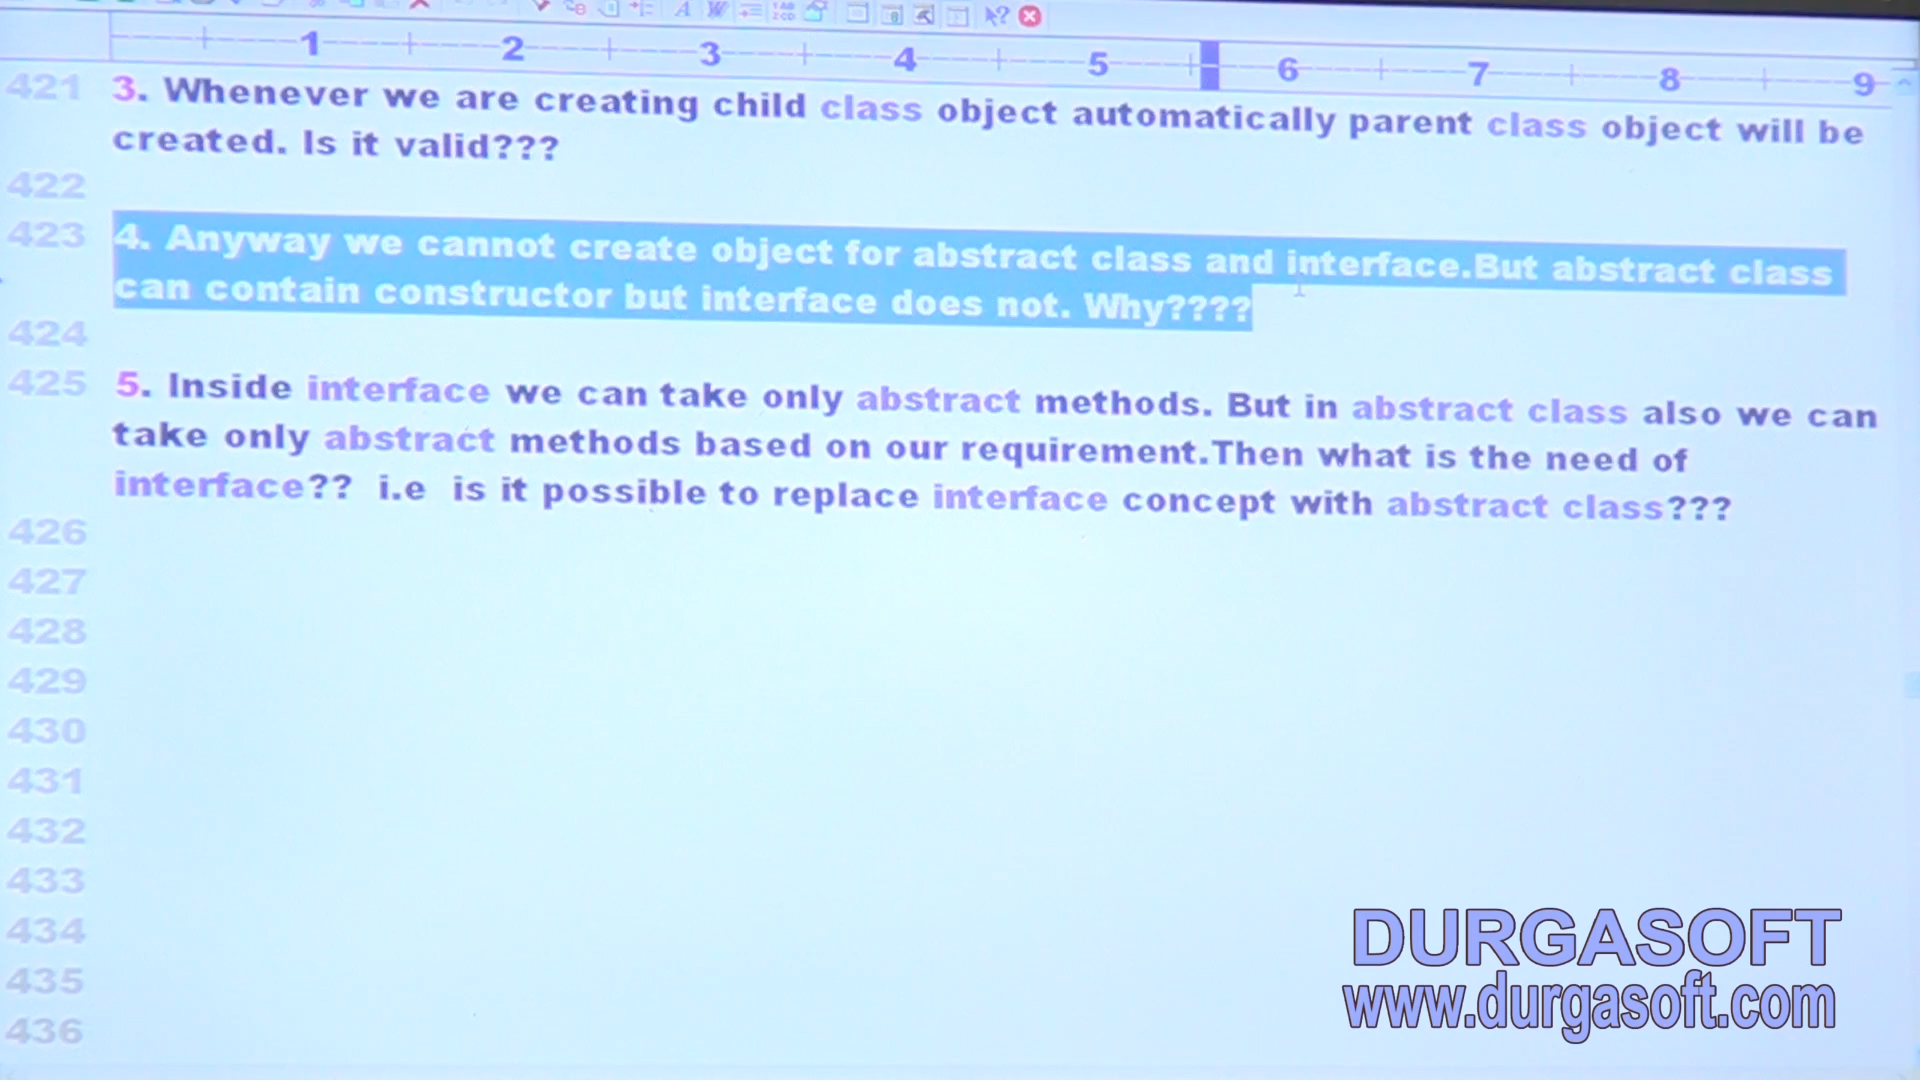 1 2 3 4 5 6 7 8 9
421 3. Whenever we are creating child class object automatically parent class object will be
created. Is it valid???
422
423 4. Anyway we cannot create object for abstract class and interface.But abstract class
can contain constructor but interface does not. Why????
424
425 5. Inside interface we can take only abstract methods. But in abstract class also we can
take only abstract methods based on our requirement.Then what is the need of
interface?? i.e is it possible to replace interface concept with abstract class???
426
427
428
429
430
431
432
433
434
435
436
DURGASOFT
www.durgasoft.com